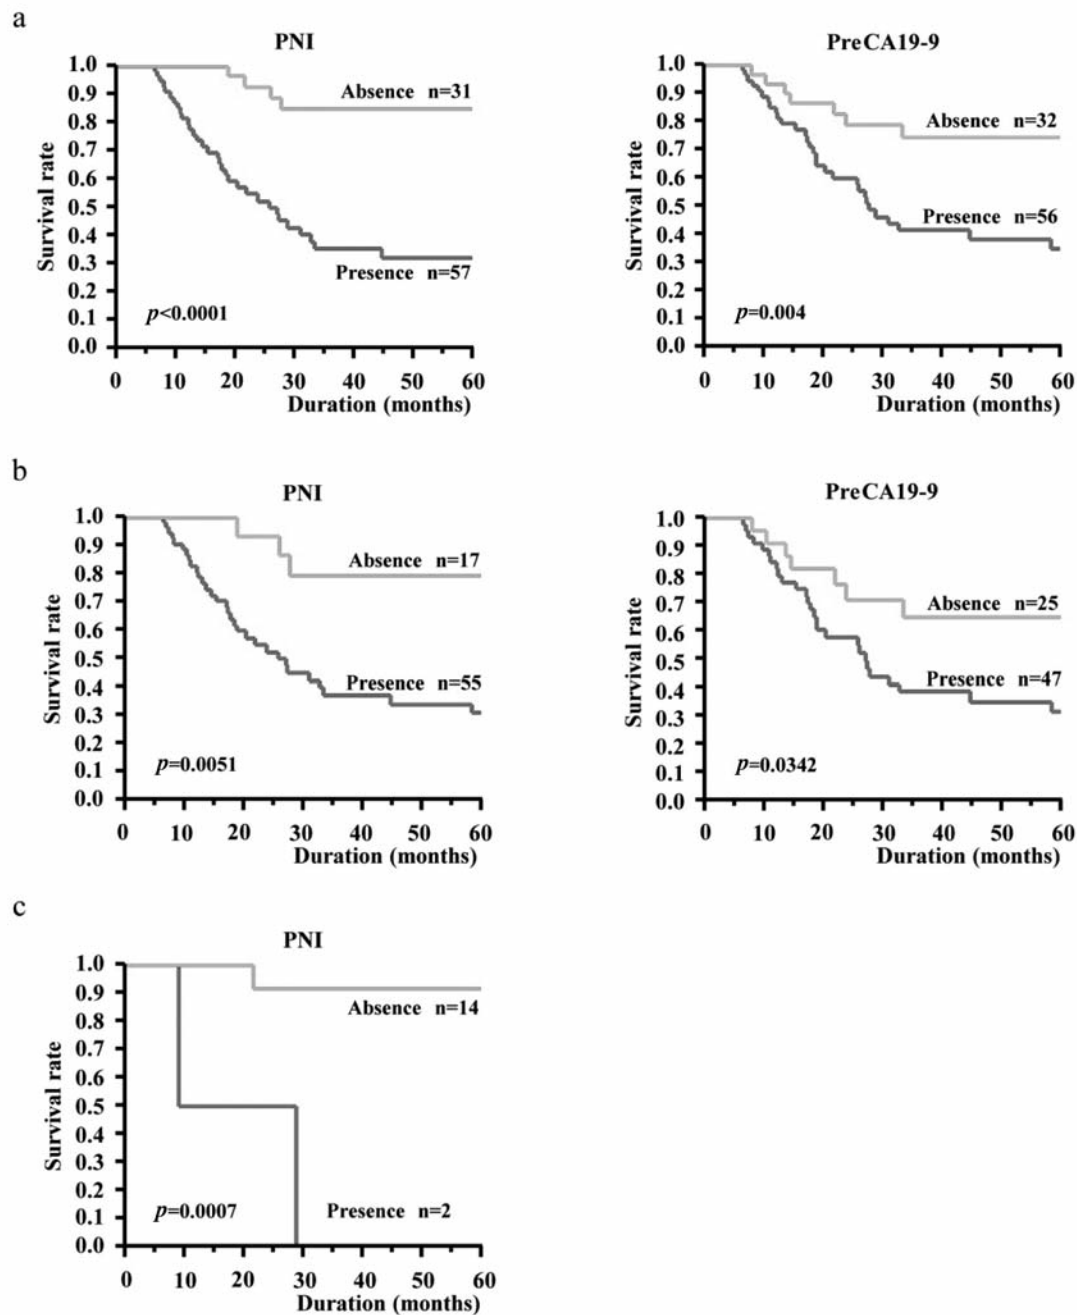 a
PNI
1.0
0.9
0.8
0.7
0.6
0.5
0.4
0.3
0.2
0.1
0.0
Survival rate
Absence n=31
Presence n=57
p<0.0001
0 10 20 30 40 50 60
Duration (months)
PreCA19-9
1.0
0.9
0.8
0.7
0.6
0.5
0.4
0.3
0.2
0.1
0.0
Survival rate
Absence n=32
Presence n=56
p=0.004
0 10 20 30 40 50 60
Duration (months)
b
PNI
1.0
0.9
0.8
0.7
0.6
0.5
0.4
0.3
0.2
0.1
0.0
Survival rate
Absence n=17
Presence n=55
p=0.0051
0 10 20 30 40 50 60
Duration (months)
PreCA19-9
1.0
0.9
0.8
0.7
0.6
0.5
0.4
0.3
0.2
0.1
0.0
Survival rate
Absence n=25
Presence n=47
p=0.0342
0 10 20 30 40 50 60
Duration (months)
c
PNI
1.0
0.9
0.8
0.7
0.6
0.5
0.4
0.3
0.2
0.1
0.0
Survival rate
Absence n=14
p=0.0007
Presence n=2
0 10 20 30 40 50 60
Duration (months)